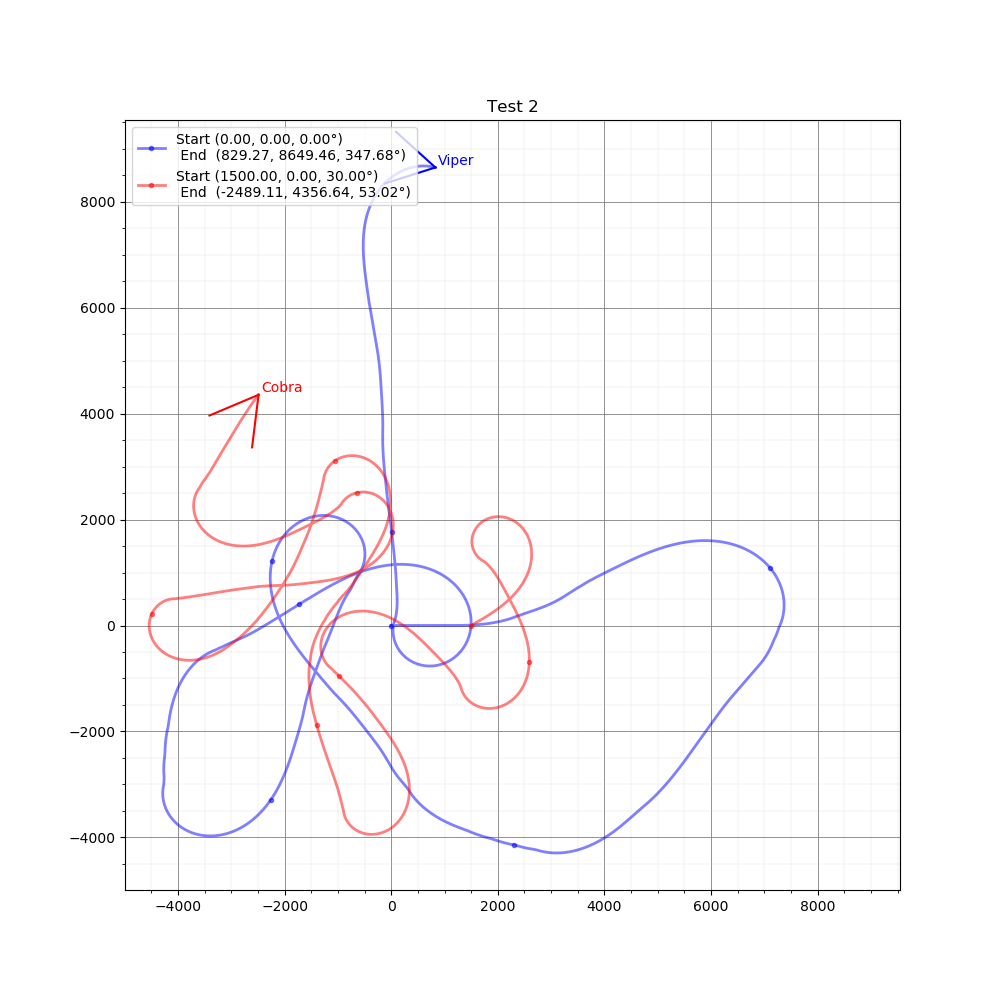 Test 2
Start (0.00, 0.00, 0.00°)
End (829.27, 8649.46, 347.68°)
Start (1500.00, 0.00, 30.00°)
End (-2489.11, 4356.64, 53.02°)
Viper
8000
6000
Cobra
4000
2000
0
−2000
−4000
−4000 −2000 0 2000 4000 6000 8000